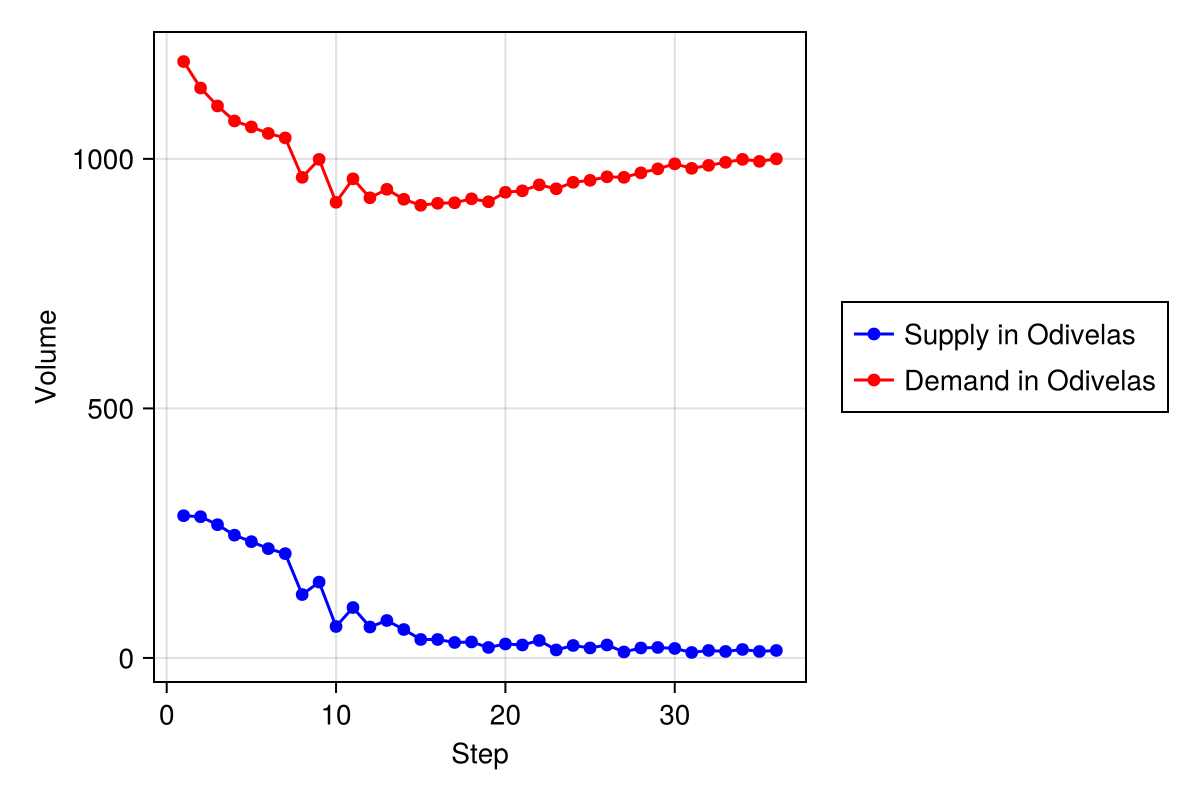 1000
500
0
Volume
0 10 20 30
Step
Supply in Odivelas
Demand in Odivelas